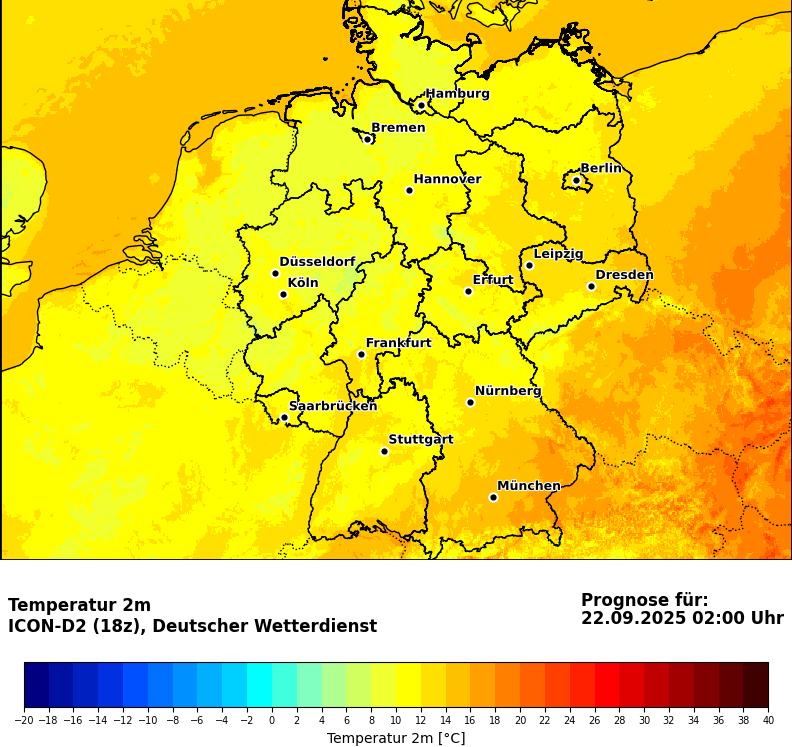 Hamburg
Bremen
Berlin
Hannover
Leipzig
Düsseldorf
Dresden
Köln
Erfurt
Frankfurt
Nürnberg
Saarbrücken
Stuttgart
München
Temperatur 2m
ICON-D2 (18z), Deutscher Wetterdienst
Prognose für:
22.09.2025 02:00 Uhr
−20 −18 −16 −14 −12 −10 −8 −6 −4 −2 0 2 4 6 8 10 12 14 16 18 20 22 24 26 28 30 32 34 36 38 40
Temperatur 2m [°C]